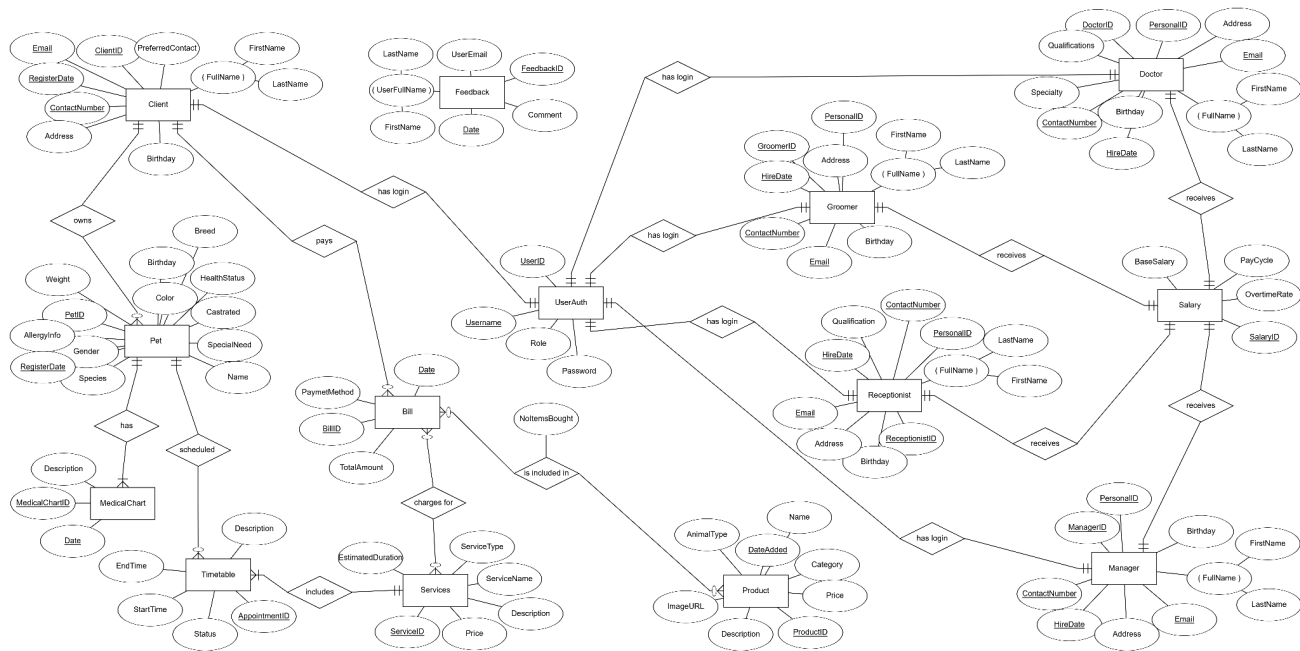 Email
ClientID
PreferredContact
FirstName
( FullName )
LastName
RegisterDate
ContactNumber
Client
Address
Birthday
LastName
UserEmail
FeedbackID
( UserFullName )
Feedback
FirstName
Date
Comment
has login
DoctorID
PersonalID
Address
Qualifications
Email
Doctor
Specialty
FirstName
ContactNumber
Birthday
( FullName )
HireDate
LastName
PersonalID
FirstName
GroomerID
Address
LastName
HireDate
( FullName )
Groomer
ContactNumber
Birthday
Email
has login
has login
owns
pays
receives
receives
Breed
Birthday
Weight
HealthStatus
Color
PetID
Castrated
AllergyInfo
Pet
Gender
SpecialNeed
RegisterDate
Species
Name
UserID
UserAuth
Username
Role
Password
BaseSalary
PayCycle
Salary
OvertimeRate
SalaryID
has login
ContactNumber
Qualification
PersonalID
LastName
HireDate
( FullName )
FirstName
Receptionist
Email
Address
ReceptionistID
Birthday
receives
receives
Date
PaymetMethod
Bill
BillID
TotalAmount
NoItemsBought
is included in
has
scheduled
charges for
Description
MedicalChartID
MedicalChart
Date
Description
EndTime
Timetable
StartTime
AppointmentID
Status
includes
EstimatedDuration
ServiceType
ServiceName
Services
Description
ServiceID
Price
Name
AnimalType
DateAdded
Category
Product
ImageURL
Price
Description
ProductID
has login
PersonalID
ManagerID
Birthday
FirstName
Manager
( FullName )
ContactNumber
LastName
HireDate
Address
Email